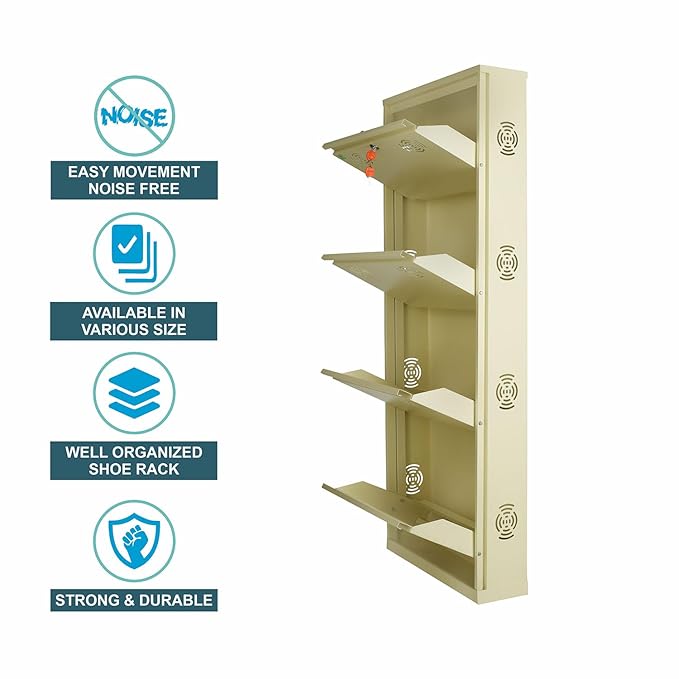 NOISE
EASY MOVEMENT
NOISE FREE
AVAILABLE IN
VARIOUS SIZE
WELL ORGANIZED
SHOE RACK
STRONG & DURABLE